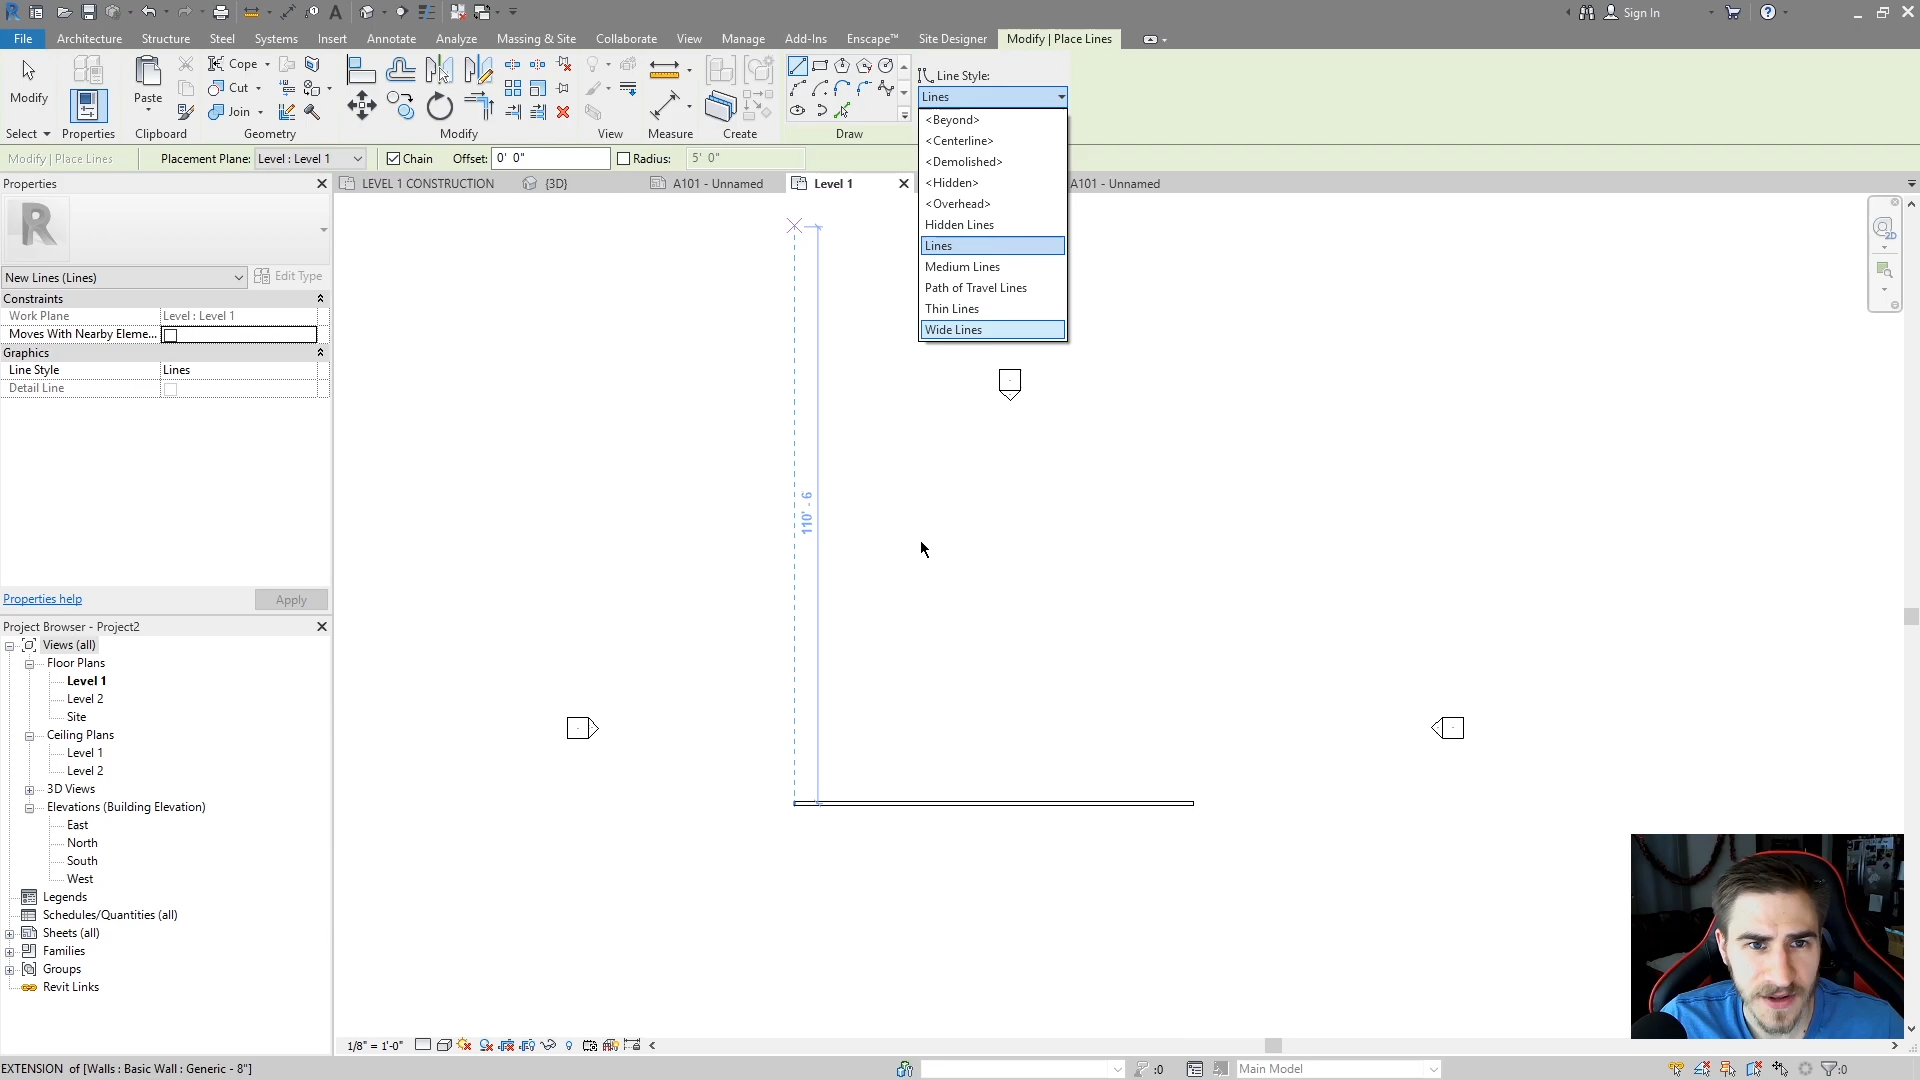 Sign In
File
Architecture
Structure
Steel
Systems
Insert
Annotate
Analyze
Massing & Site
Collaborate
View
Manage
Add-Ins
Enscape™
Site Designer
Modify | Place Lines
Modify
Paste
Cope
Cut
Join
Line Style:
Lines
Select
Properties
Clipboard
Geometry
Modify
View
Measure
Create
Draw
<Beyond>
<Centerline>
<Demolished>
<Hidden>
<Overhead>
Hidden Lines
Lines
Medium Lines
Path of Travel Lines
Thin Lines
Wide Lines
Modify | Place Lines
Placement Plane:
Level : Level 1
Chain
Offset:
0' 0"
Radius:
5' 0"
Properties
LEVEL 1 CONSTRUCTION
{3D}
A101 - Unnamed
Level 1
A101 - Unnamed
2D
R
New Lines (Lines)
Edit Type
Constraints
Work Plane
Level : Level 1
Moves With Nearby Eleme...
Graphics
Line Style
Lines
Detail Line
110' - 6
Properties help
Apply
Project Browser - Project2
Views (all)
Floor Plans
Level 1
Level 2
Site
Ceiling Plans
Level 1
Level 2
3D Views
Elevations (Building Elevation)
East
North
South
West
Legends
Schedules/Quantities (all)
Sheets (all)
Families
Groups
Revit Links
1/8" = 1'-0"
EXTENSION of [Walls : Basic Wall : Generic - 8"]
:0
Main Model
:0